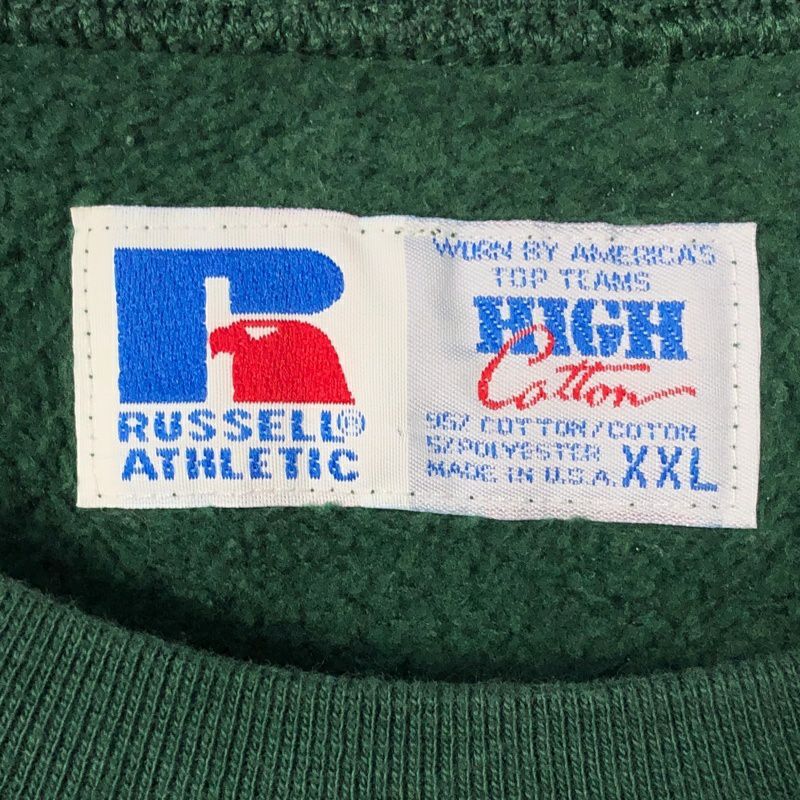 RUSSELL®
ATHLETIC
WORN BY AMERICA'S
TOP TEAMS
HIGH
Cotton
95% COTTON/COTON
5% POLYESTER
MADE IN U.S.A. XXL